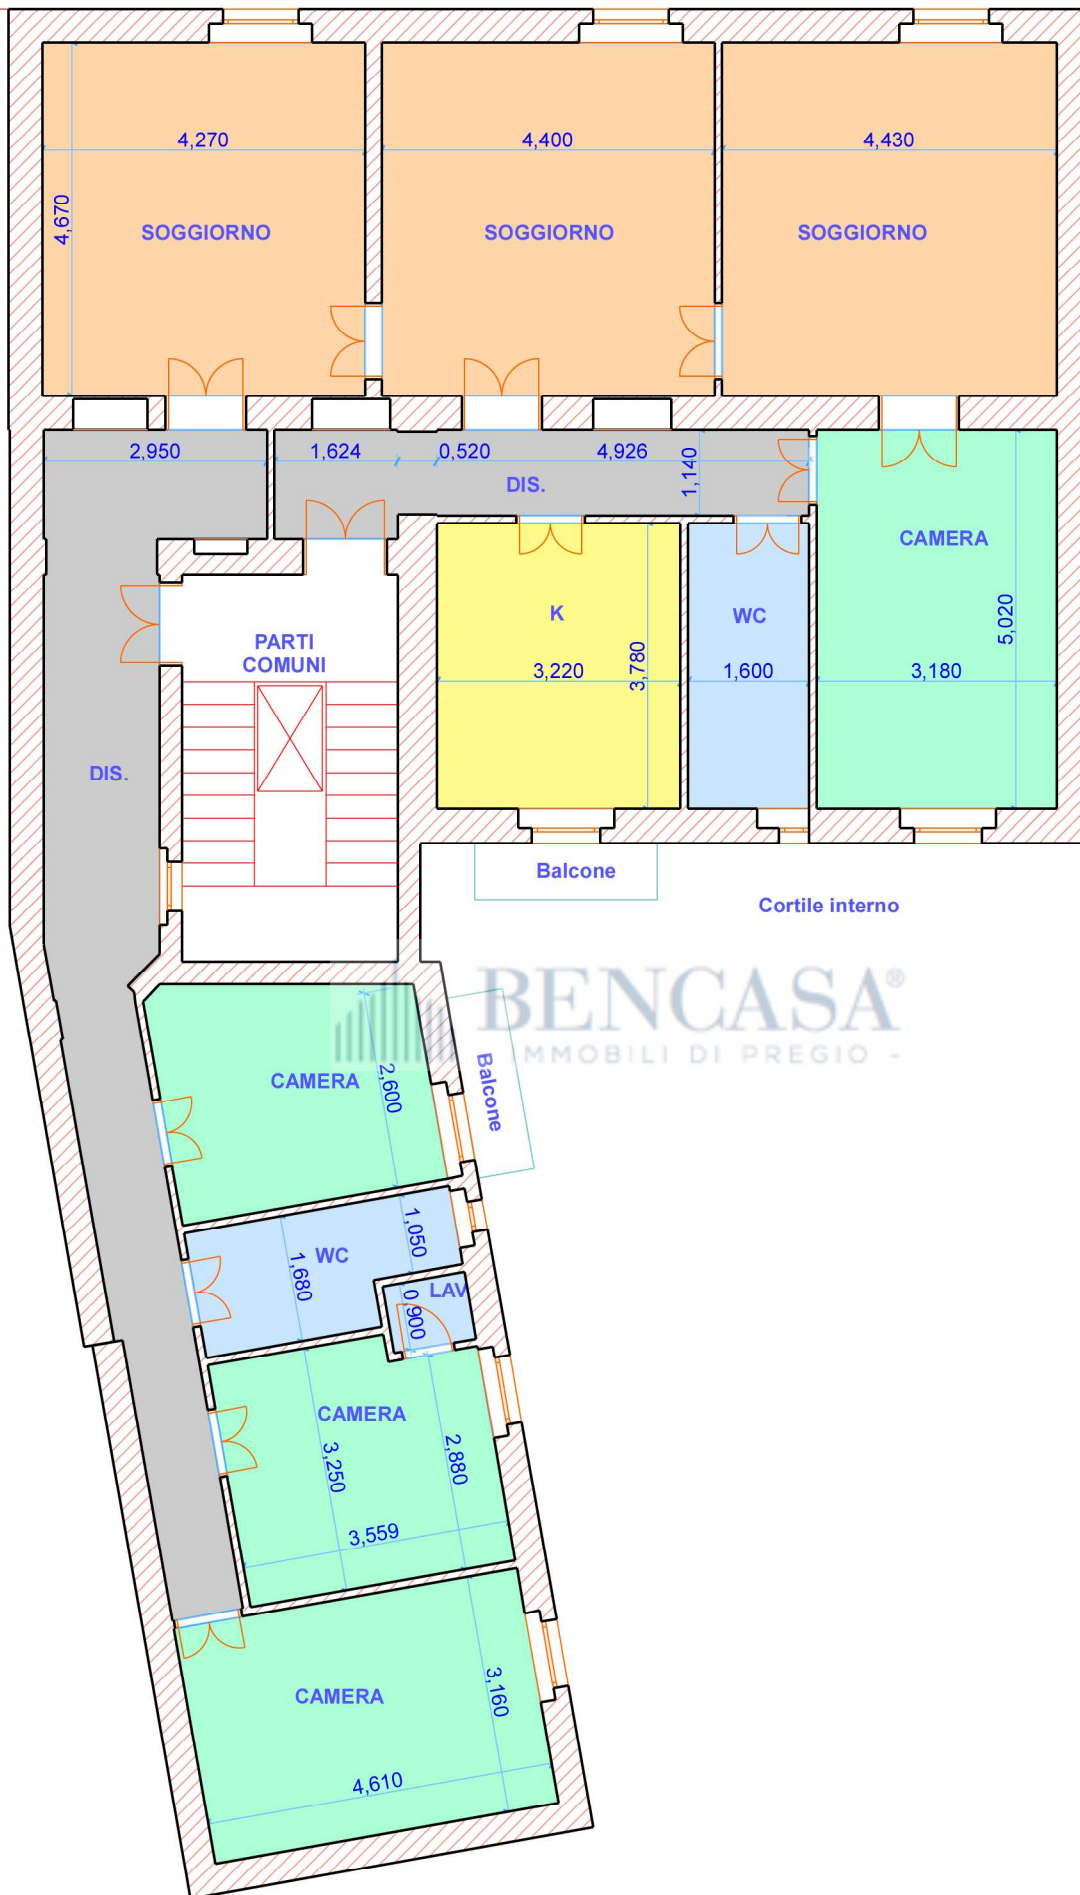 4,270
4,400
4,430
4,670
SOGGIORNO
SOGGIORNO
SOGGIORNO
2,950
1,624
0,520
4,926
1,140
DIS.
CAMERA
K
WC
5,020
PARTI
COMUNI
3,220
3,780
1,600
3,180
DIS.
Balcone
Cortile interno
BENCASA®
IMMOBILI DI PREGIO -
CAMERA
2,600
Balcone
1,050
WC
1,680
LAV
0,900
CAMERA
3,250
2,880
3,559
CAMERA
3,160
4,610